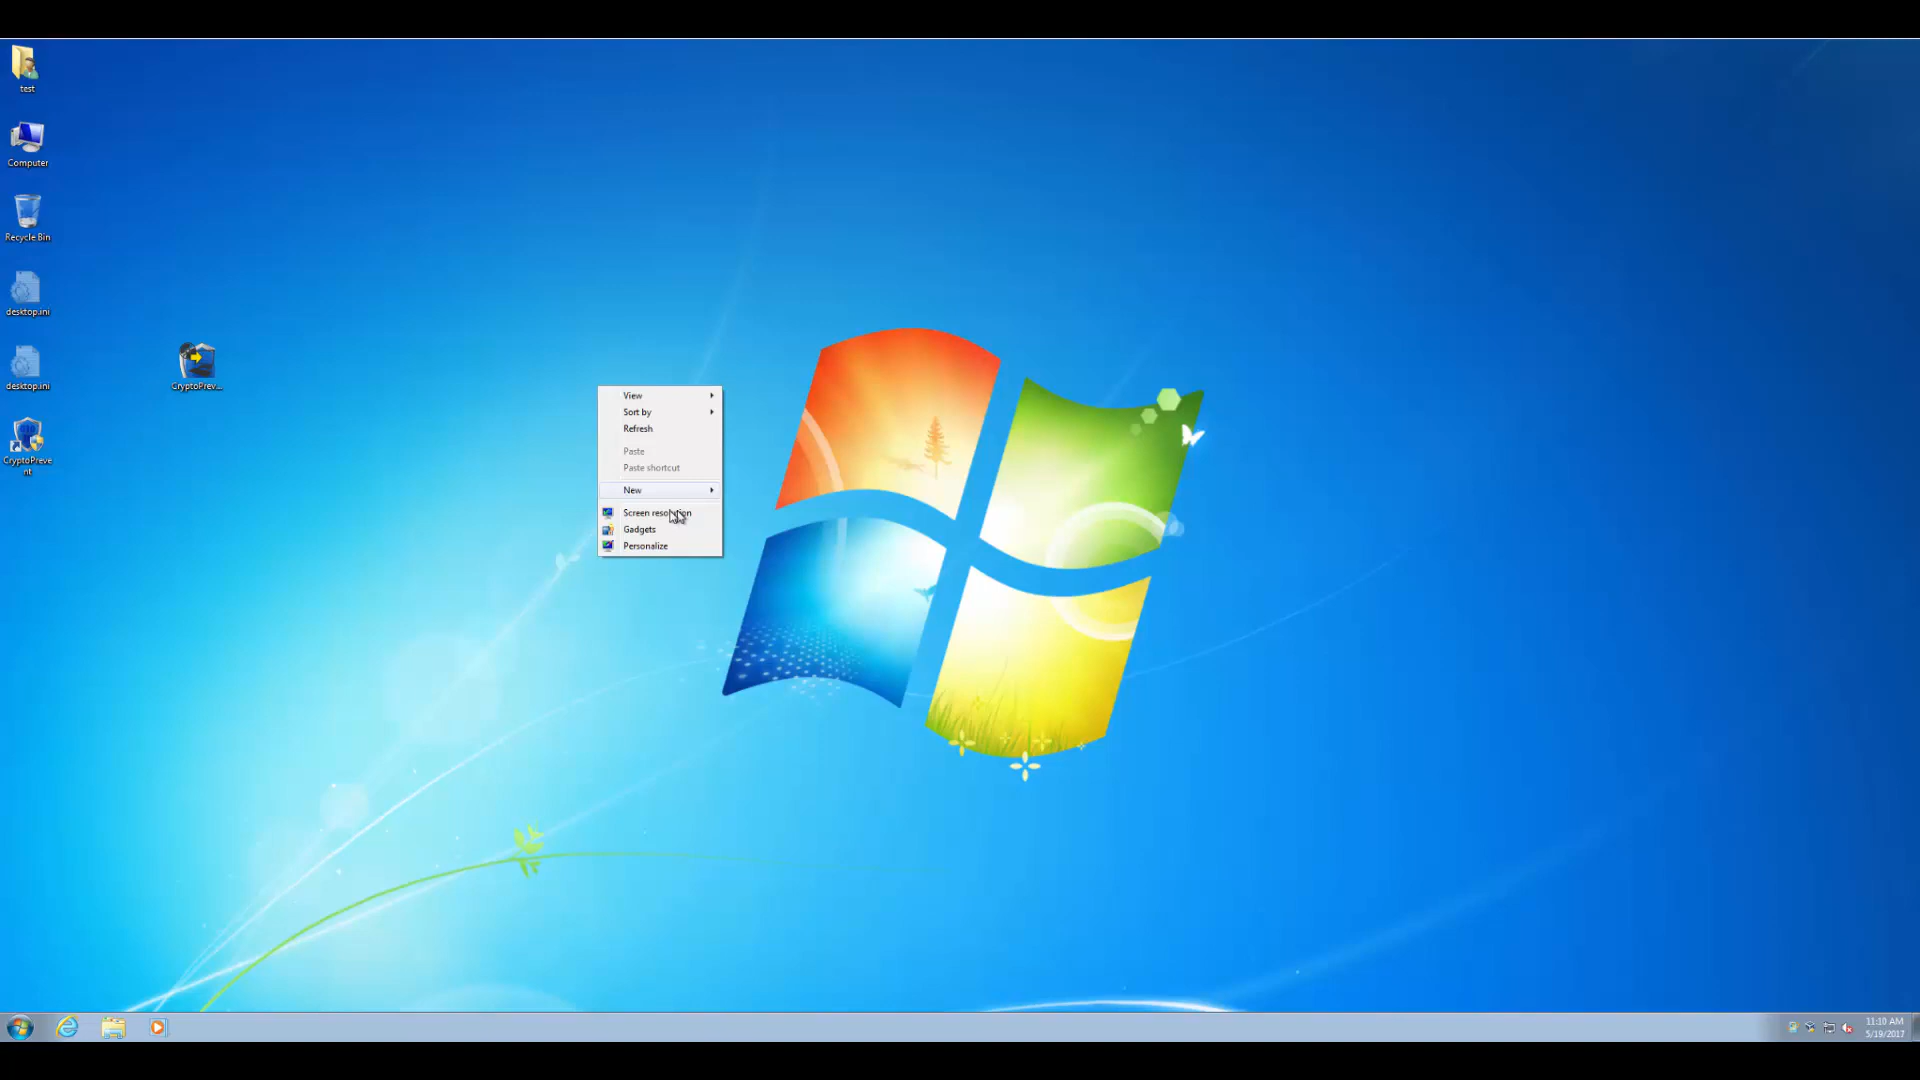 test
Computer
Recycle Bin
desktop.ini
desktop.ini
CryptoPreve
nt
CryptoPrev...
View
Sort by
Refresh
Paste
Paste shortcut
New
Screen resolution
Gadgets
Personalize
11:10 AM
5/19/2017